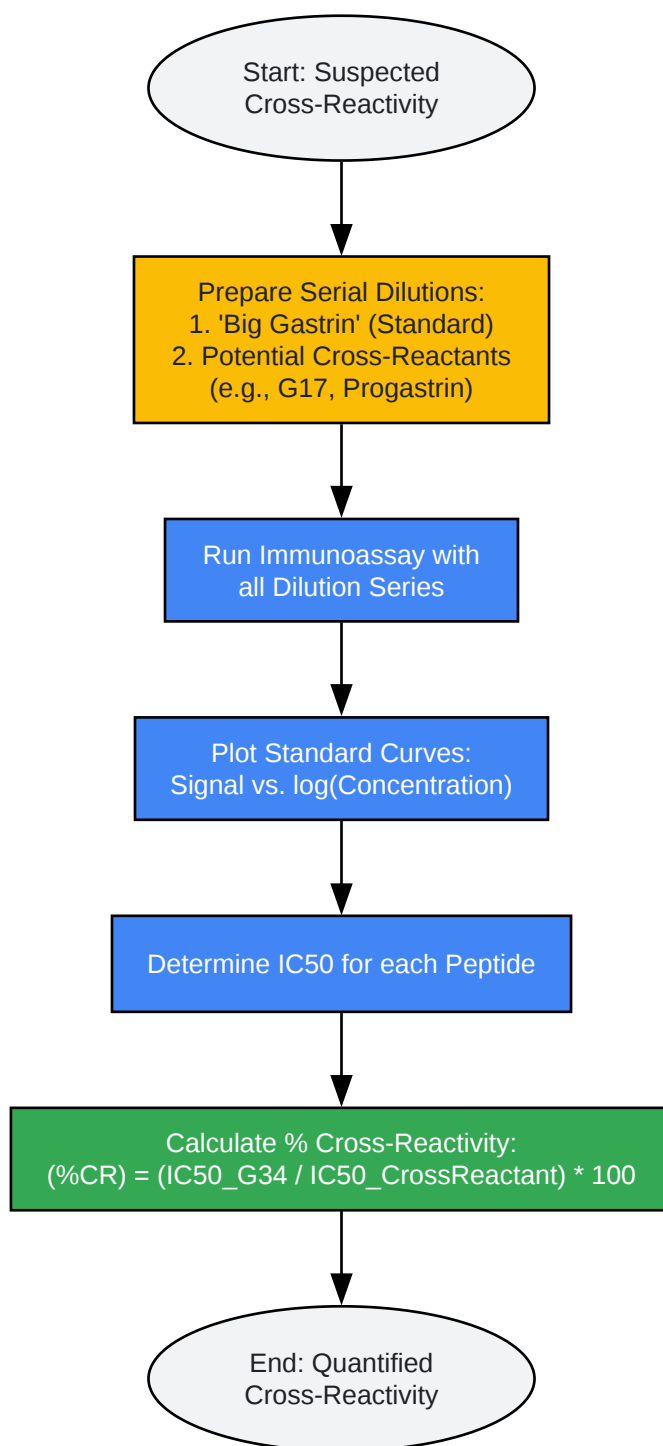 Start: Suspected
Cross-Reactivity
Prepare Serial Dilutions:
1. 'Big Gastrin' (Standard)
2. Potential Cross-Reactants
(e.g., G17, Progastrin)
Run Immunoassay with
all Dilution Series
Plot Standard Curves:
Signal vs. log(Concentration)
Determine IC50 for each Peptide
Calculate % Cross-Reactivity:
(%CR) = (IC50_G34 / IC50_CrossReactant) * 100
End: Quantified
Cross-Reactivity